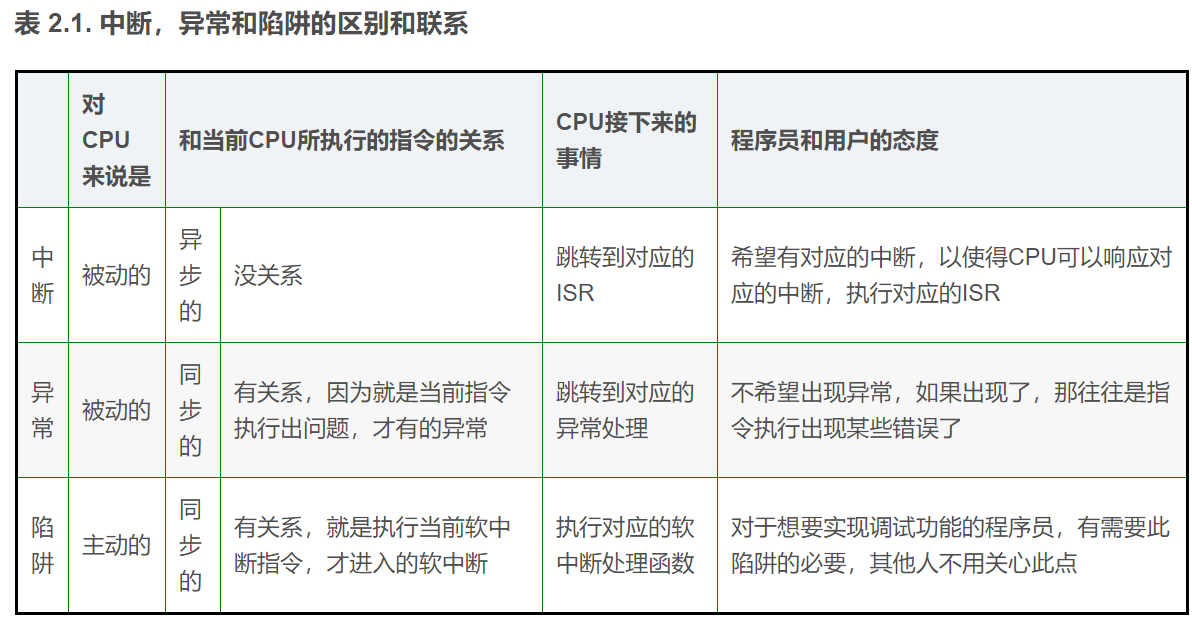 表 2.1. 中断，异常和陷阱的区别和联系
对
CPU
来说是
和当前CPU所执行的指令的关系
CPU接下来的
事情
程序员和用户的态度
中
断
被动的
异
步
的
没关系
跳转到对应的
ISR
希望有对应的中断，以使得CPU可以响应对
应的中断，执行对应的ISR
异
常
被动的
同
步
的
有关系，因为就是当前指令
执行出问题，才有的异常
跳转到对应的
异常处理
不希望出现异常，如果出现了，那往往是指
令执行出现某些错误了
陷
阱
主动的
同
步
的
有关系，就是执行当前软中
断指令，才进入的软中断
执行对应的软
中断处理函数
对于想要实现调试功能的程序员，有需要此
陷阱的必要，其他人不用关心此点